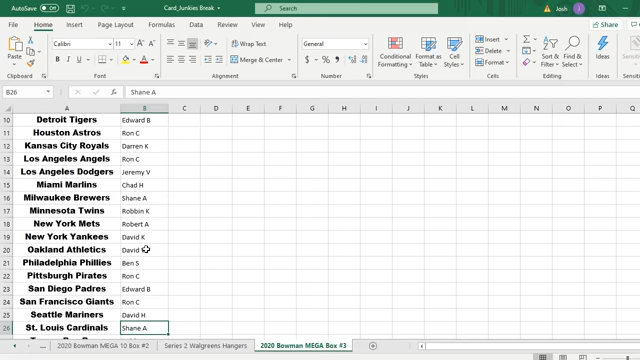 AutoSave Off Card_Junkies Break Search Josh J
File Home Insert Page Layout Formulas Data Review View Help Share
Paste Calibri 11 Wrap Text General Conditional Formatting Format as Table Cell Styles Insert Sort & Filter Find & Select Ideas
B I U Merge & Center $ % Delete
Format
Clipboard Font Alignment Number Styles Cells Editing Ideas
B26 fx Shane A
A B C D E F G H I J K L M N O P Q
10 Detroit Tigers Edward B
11 Houston Astros Ron C
12 Kansas City Royals Darren K
13 Los Angeles Angels Ron C
14 Los Angeles Dodgers Jeremy V
15 Miami Marlins Chad H
16 Milwaukee Brewers Shane A
17 Minnesota Twins Robbin K
18 New York Mets Robert A
19 New York Yankees David K
20 Oakland Athletics David
21 Philadelphia Phillies Ben S
22 Pittsburgh Pirates Ron C
23 San Diego Padres Edward B
24 San Francisco Giants Ron C
25 Seattle Mariners David H
26 St. Louis Cardinals Shane A
... 2020 Bowman MEGA 10 Box #2 Series 2 Walgreens Hangers 2020 Bowman MEGA Box #3